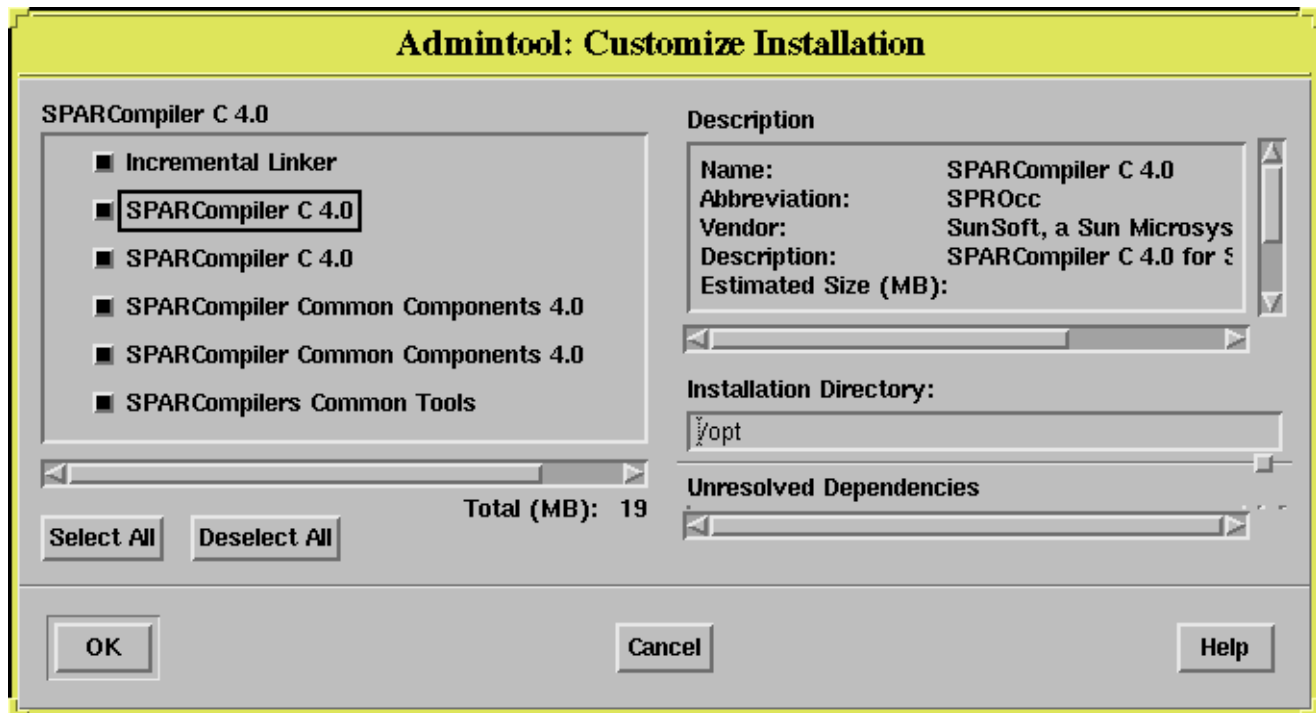 Admintool: Customize Installation
SPARCompiler C 4.0
Incremental Linker
SPARCompiler C 4.0
SPARCompiler C 4.0
SPARCompiler Common Components 4.0
SPARCompiler Common Components 4.0
SPARCompilers Common Tools
Total (MB): 19
Select All Deselect All
Description
Name: SPARCompiler C 4.0
Abbreviation: SPROcc
Vendor: SunSoft, a Sun Microsys
Description: SPARCompiler C 4.0 for
Estimated Size (MB):
Installation Directory:
/opt
Unresolved Dependencies
OK Cancel Help